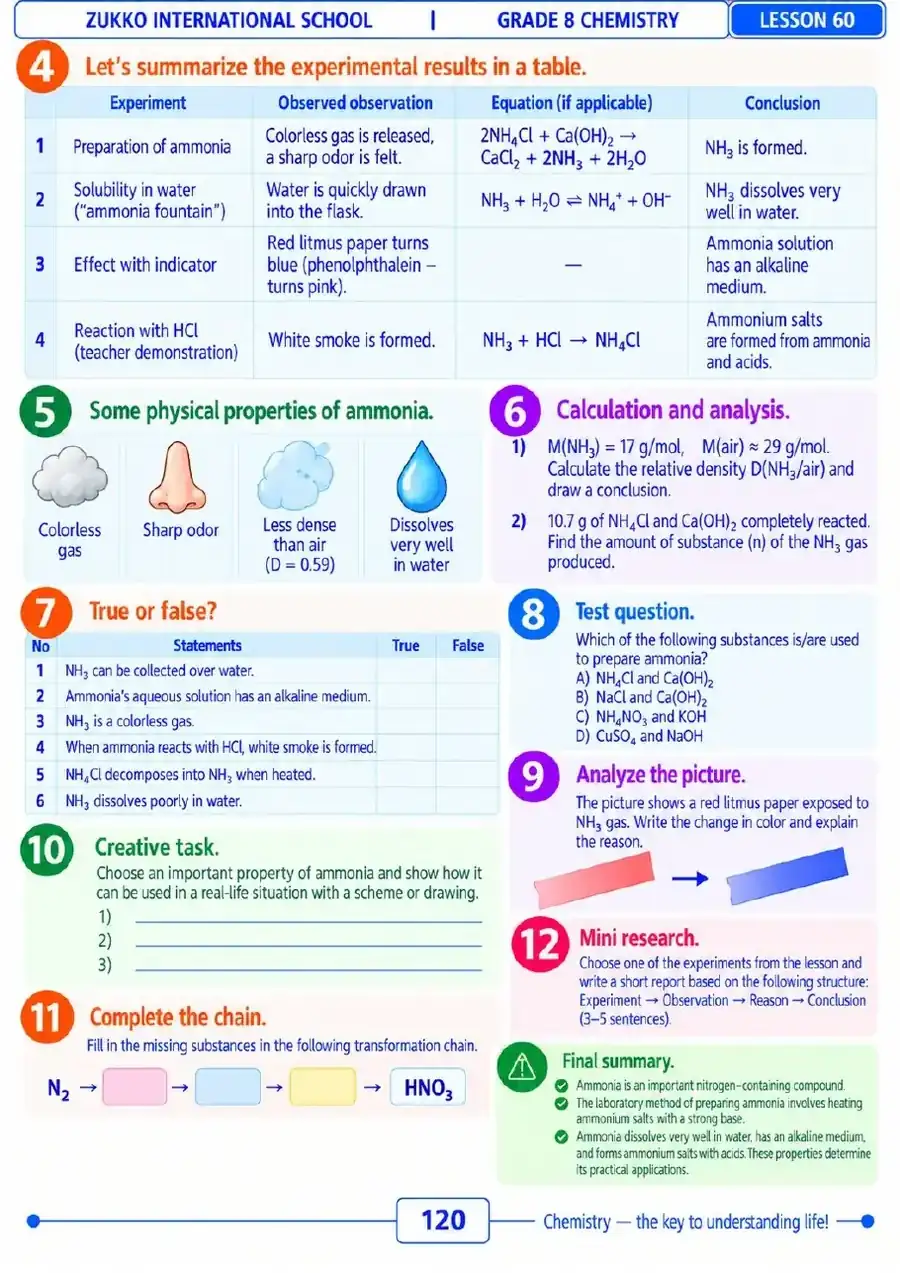 ZUKKO INTERNATIONAL SCHOOL | GRADE 8 CHEMISTRY LESSON 60
4 Let's summarize the experimental results in a table.
Experiment Observed observation Equation (if applicable) Conclusion
1 Preparation of ammonia
Colorless gas is released,
a sharp odor is felt.
2NH₄Cl + Ca(OH)₂ →
CaCl₂ + 2NH₃ + 2H₂O
NH₃ is formed.
2 Solubility in water
("ammonia fountain")
Water is quickly drawn
into the flask.
NH₃ + H₂O ⇌ NH₄⁺ + OH⁻
NH₃ dissolves very
well in water.
3 Effect with indicator
Red litmus paper turns
blue (phenolphthalein –
turns pink).
—
Ammonia solution
has an alkaline
medium.
4 Reaction with HCl
(teacher demonstration)
White smoke is formed.
NH₃ + HCl → NH₄Cl
Ammonium salts
are formed from ammonia
and acids.
5 Some physical properties of ammonia.
Colorless
gas
Sharp odor
Less dense
than air
(D = 0.59)
Dissolves
very well
in water
6 Calculation and analysis.
1) M(NH₃) = 17 g/mol, M(air) ≈ 29 g/mol.
Calculate the relative density D(NH₃/air) and
draw a conclusion.
2) 10.7 g of NH₄Cl and Ca(OH)₂ completely reacted.
Find the amount of substance (n) of the NH₃ gas
produced.
7 True or false?
No Statements True False
1 NH₃ can be collected over water.
2 Ammonia's aqueous solution has an alkaline medium.
3 NH₃ is a colorless gas.
4 When ammonia reacts with HCl, white smoke is formed.
5 NH₄Cl decomposes into NH₃ when heated.
6 NH₃ dissolves poorly in water.
8 Test question.
Which of the following substances is/are used
to prepare ammonia?
A) NH₄Cl and Ca(OH)₂
B) NaCl and Ca(OH)₂
C) NH₄NO₃ and KOH
D) CuSO₄ and NaOH
9 Analyze the picture.
The picture shows a red litmus paper exposed to
NH₃ gas. Write the change in color and explain
the reason.
10 Creative task.
Choose an important property of ammonia and show how it
can be used in a real-life situation with a scheme or drawing.
1)
2)
3)
11 Complete the chain.
Fill in the missing substances in the following transformation chain.
N₂ → → → → HNO₃
12 Mini research.
Choose one of the experiments from the lesson and
write a short report based on the following structure:
Experiment → Observation → Reason → Conclusion
(3–5 sentences).
Final summary.
Ammonia is an important nitrogen-containing compound.
The laboratory method of preparing ammonia involves heating
ammonium salts with a strong base.
Ammonia dissolves very well in water, has an alkaline medium,
and forms ammonium salts with acids. These properties determine
its practical applications.
120 Chemistry — the key to understanding life!